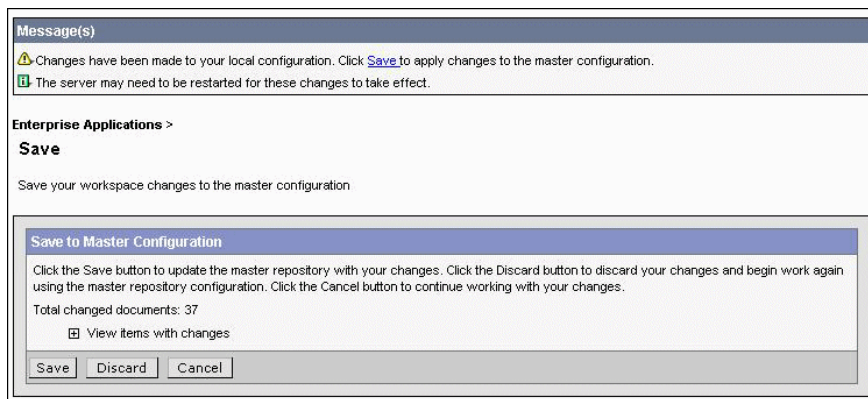 Message(s)
Changes have been made to your local configuration. Click Save to apply changes to the master configuration.
The server may need to be restarted for these changes to take effect.
Enterprise Applications >
Save
Save your workspace changes to the master configuration
Save to Master Configuration
Click the Save button to update the master repository with your changes. Click the Discard button to discard your changes and begin work again
using the master repository configuration. Click the Cancel button to continue working with your changes.
Total changed documents: 37
View items with changes
Save Discard Cancel